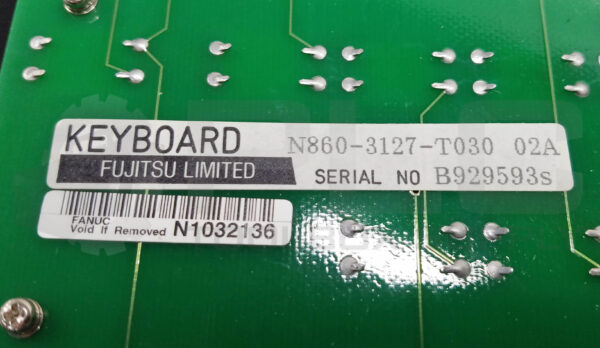 KEYBOARD N860-3127-T030 02A
FUJITSU LIMITED SERIAL NO B929593s
FANUC
Void If Removed N1032136